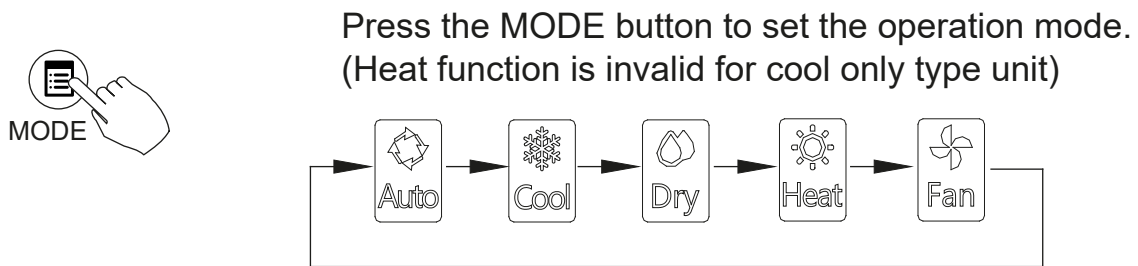 Press the MODE button to set the operation mode.
(Heat function is invalid for cool only type unit)
MODE
Auto Cool Dry Heat Fan